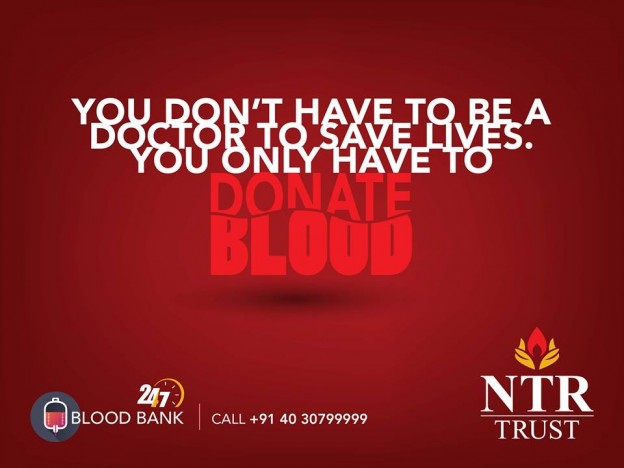 YOU DON'T HAVE TO BE A
DOCTOR TO SAVE LIVES.
YOU ONLY HAVE TO
DONATE
BLOOD
24/7
BLOOD BANK
CALL +91 40 30799999
NTR
TRUST